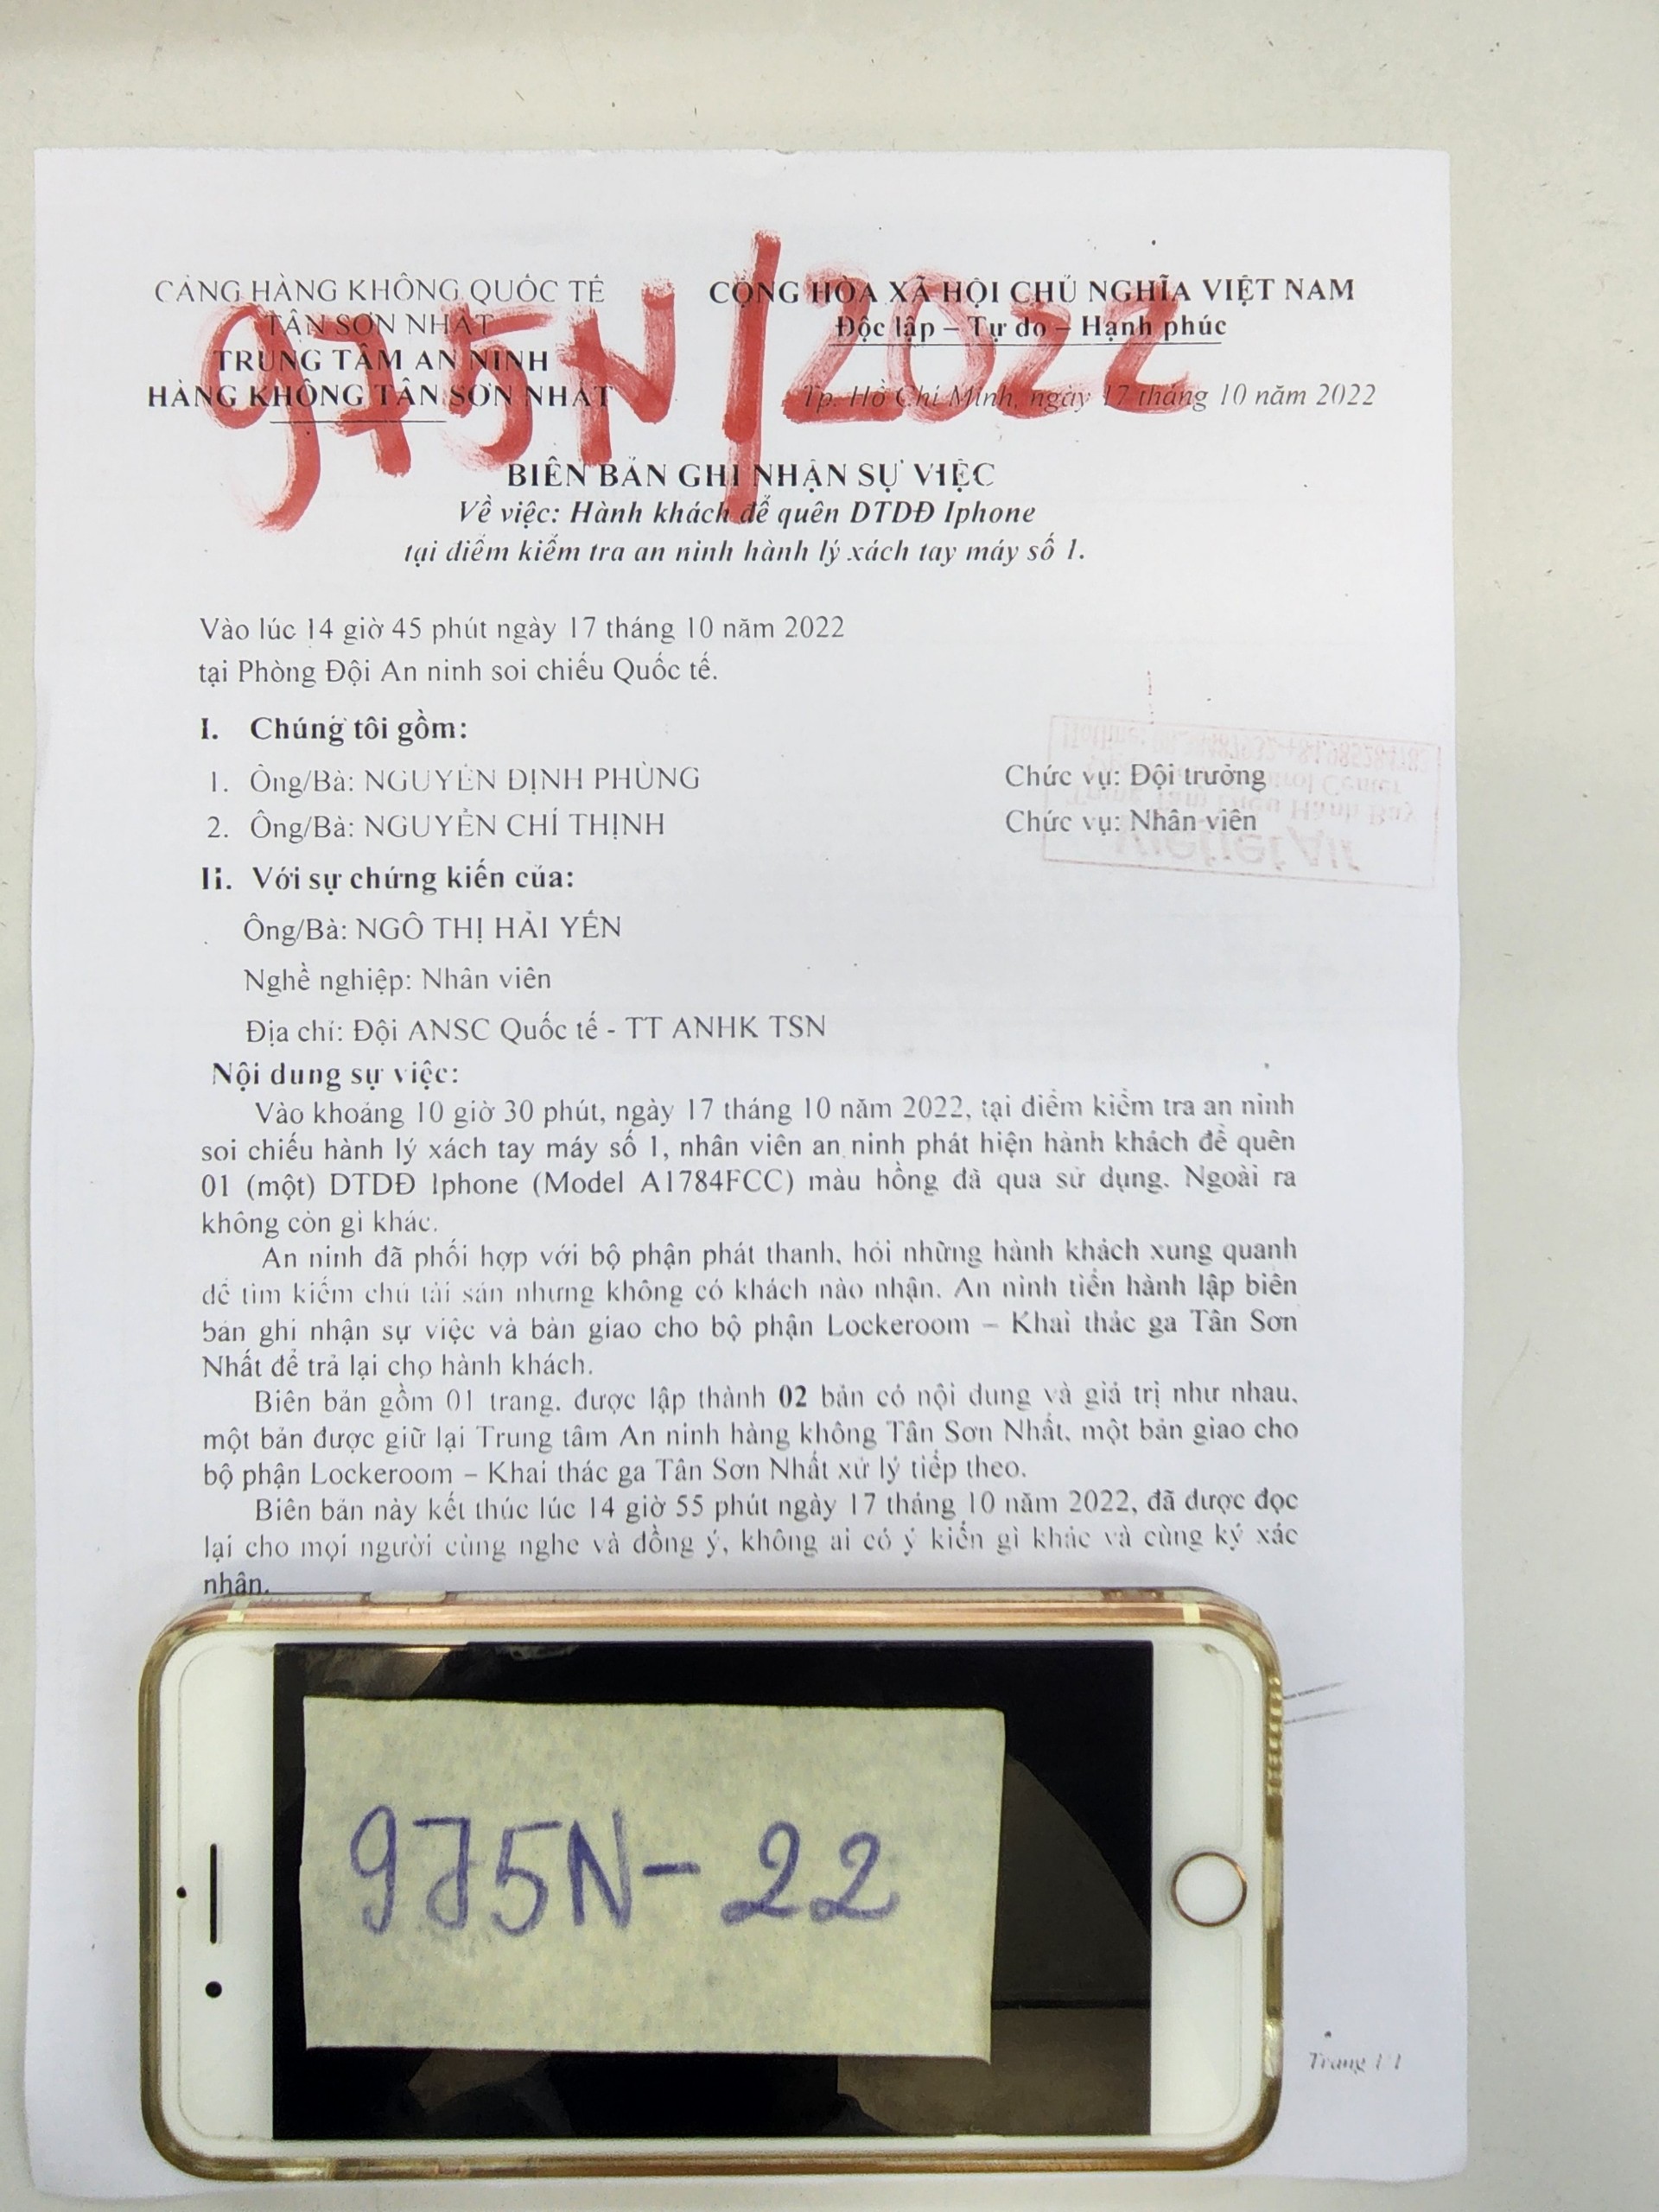 975N/2022
CẢNG HÀNG KHÔNG QUỐC TẾ
TÂN SƠN NHẤT
TRUNG TÂM AN NINH
HÀNG KHÔNG TÂN SƠN NHẤT
CỘNG HÒA XÃ HỘI CHỦ NGHĨA VIỆT NAM
Độc lập – Tự do – Hạnh phúc
Tp. Hồ Chí Minh, ngày 17 tháng 10 năm 2022
BIÊN BẢN GHI NHẬN SỰ VIỆC
Về việc: Hành khách để quên DTDĐ Iphone
tại điểm kiểm tra an ninh hành lý xách tay máy số 1.
Vào lúc 14 giờ 45 phút ngày 17 tháng 10 năm 2022
tại Phòng Đội An ninh soi chiếu Quốc tế.
I. Chúng tôi gồm:
1. Ông/Bà: NGUYỄN ĐÌNH PHÙNG Chức vụ: Đội trưởng
2. Ông/Bà: NGUYỄN CHÍ THỊNH Chức vụ: Nhân viên
II. Với sự chứng kiến của:
Ông/Bà: NGÔ THỊ HẢI YẾN
Nghề nghiệp: Nhân viên
Địa chỉ: Đội ANSC Quốc tế - TT ANHK TSN
Nội dung sự việc:
Vào khoảng 10 giờ 30 phút, ngày 17 tháng 10 năm 2022, tại điểm kiểm tra an ninh
soi chiếu hành lý xách tay máy số 1, nhân viên an ninh phát hiện hành khách để quên
01 (một) DTDĐ Iphone (Model A1784FCC) màu hồng đã qua sử dụng. Ngoài ra
không còn gì khác.
An ninh đã phối hợp với bộ phận phát thanh, hỏi những hành khách xung quanh
để tìm kiếm chủ tài sản nhưng không có khách nào nhận. An ninh tiến hành lập biên
bản ghi nhận sự việc và bàn giao cho bộ phận Lockeroom – Khai thác ga Tân Sơn
Nhất để trả lại cho hành khách.
Biên bản gồm 01 trang, được lập thành 02 bản có nội dung và giá trị như nhau,
một bản được giữ lại Trung tâm An ninh hàng không Tân Sơn Nhất, một bản giao cho
bộ phận Lockeroom – Khai thác ga Tân Sơn Nhất xử lý tiếp theo.
Biên bản này kết thúc lúc 14 giờ 55 phút ngày 17 tháng 10 năm 2022, đã được đọc
lại cho mọi người cùng nghe và đồng ý, không ai có ý kiến gì khác và cùng ký xác
nhận.
975N-22
Trang 1/1